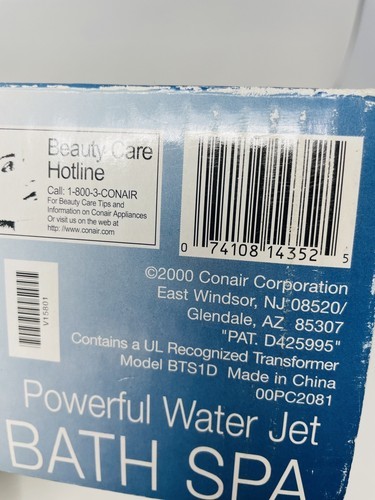 Beauty Care
Hotline
Call: 1-800-3-CONAIR
For Beauty Care Tips and
Information on Conair Appliances
Or visit us on the web at
http://www.conair.com
0 74108 14352 5
V15801
©2000 Conair Corporation
East Windsor, NJ 08520/
Glendale, AZ 85307
"PAT. D425995"
Contains a UL Recognized Transformer
Model BTS1D Made in China
00PC2081
Powerful Water Jet
BATH SPA